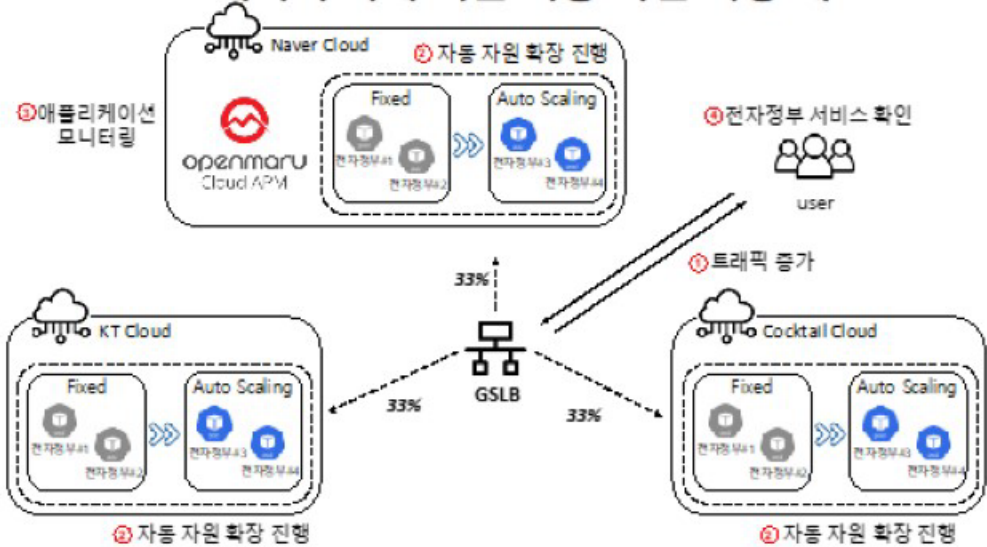 Naver Cloud
② 자동 자원 확장 진행
③애플리케이션
모니터링
openmaru
Cloud APM
Fixed
전자정부#1
전자정부#2
Auto Scaling
전자정부#3
전자정부#4
④전자정부 서비스 확인
user
①트래픽 증가
33%
KT Cloud
Fixed
전자정부#1
전자정부#2
Auto Scaling
전자정부#3
전자정부#4
② 자동 자원 확장 진행
33%
GSLB
33%
Cocktail Cloud
Fixed
전자정부#1
전자정부#2
Auto Scaling
전자정부#3
전자정부#4
② 자동 자원 확장 진행